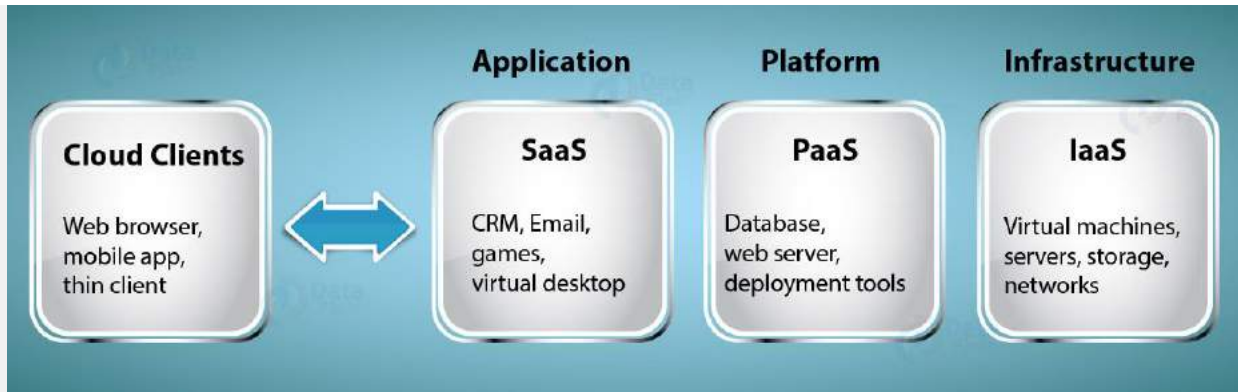 Application
Platform
Infrastructure
Cloud Clients
Web browser,
mobile app,
thin client
SaaS
CRM, Email,
games,
virtual desktop
PaaS
Database,
web server,
deployment tools
IaaS
Virtual machines,
servers, storage,
networks